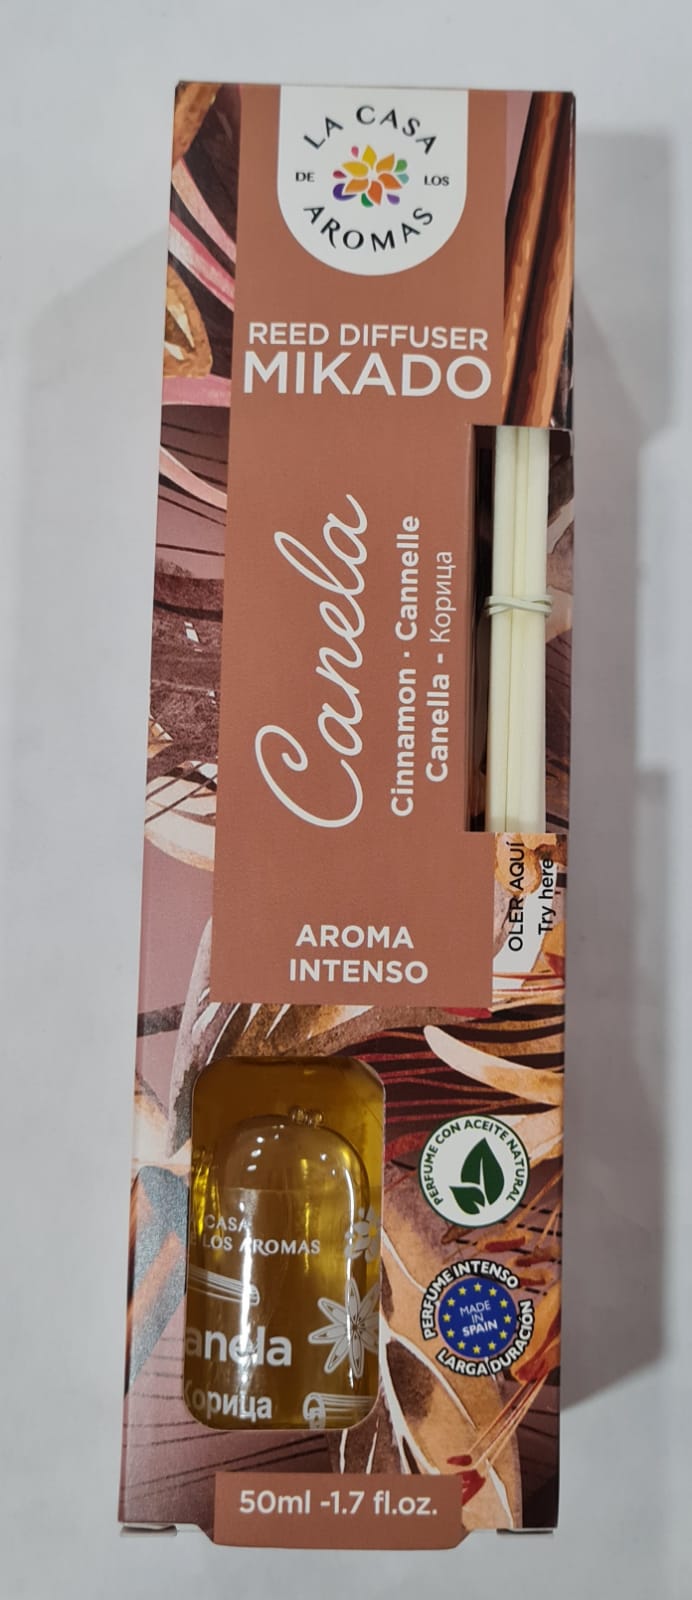 LA CASA
DE LOS
AROMAS
REED DIFFUSER
MIKADO
Canela
Cinnamon · Cannelle
Canella - Корица
OLER AQUÍ
Try here
AROMA
INTENSO
PERFUME CON ACEITE NATURAL
PERFUME INTENSO
MADE
IN
SPAIN
LARGA DURACIÓN
CASA
LOS AROMAS
anela
орица
50ml -1.7 fl.oz.